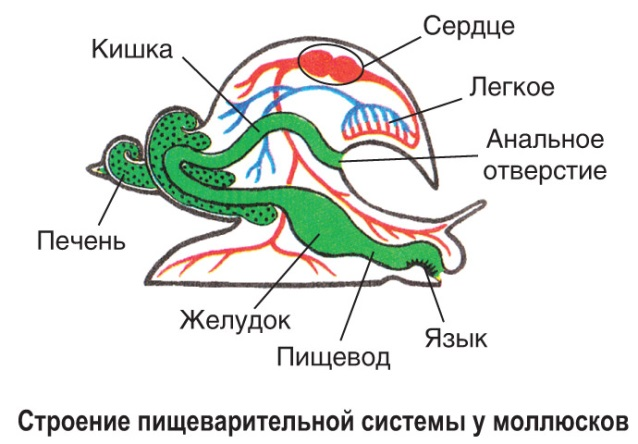 Сердце
Кишка
Легкое
Анальное
отверстие
Печень
Желудок
Пищевод
Язык
Строение пищеварительной системы у моллюсков